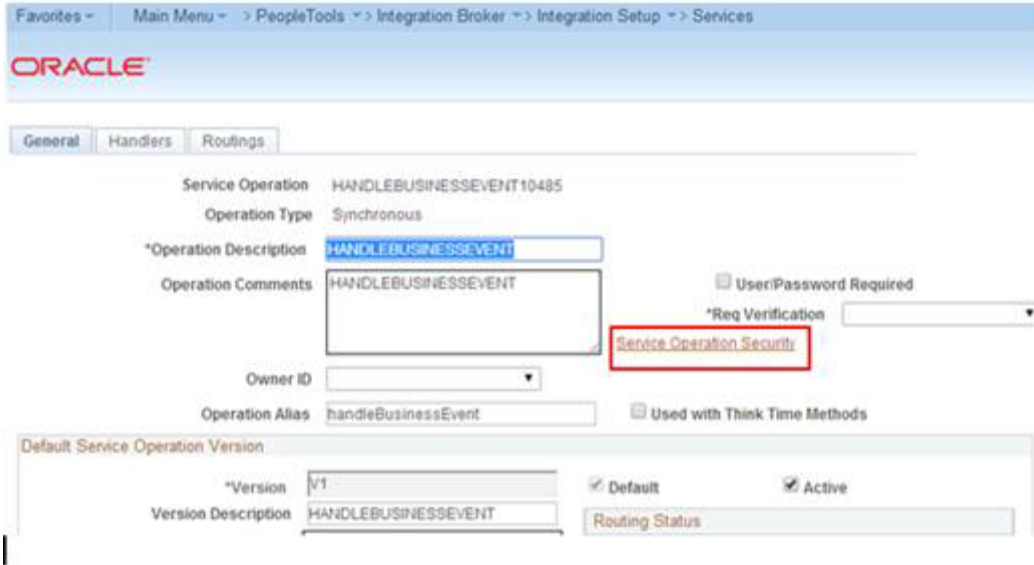 Favorites Main Menu > PeopleTools > Integration Broker > Integration Setup > Services
ORACLE
General Handlers Routings
Service Operation HANDLEBUSINESSEVENT10485
Operation Type Synchronous
*Operation Description HANDLEBUSINESSEVENT
Operation Comments HANDLEBUSINESSEVENT User/Password Required
*Req Verification
Service Operation Security
Owner ID
Operation Alias handleBusinessEvent Used with Think Time Methods
Default Service Operation Version
*Version V1 Default Active
Version Description HANDLEBUSINESSEVENT Routing Status